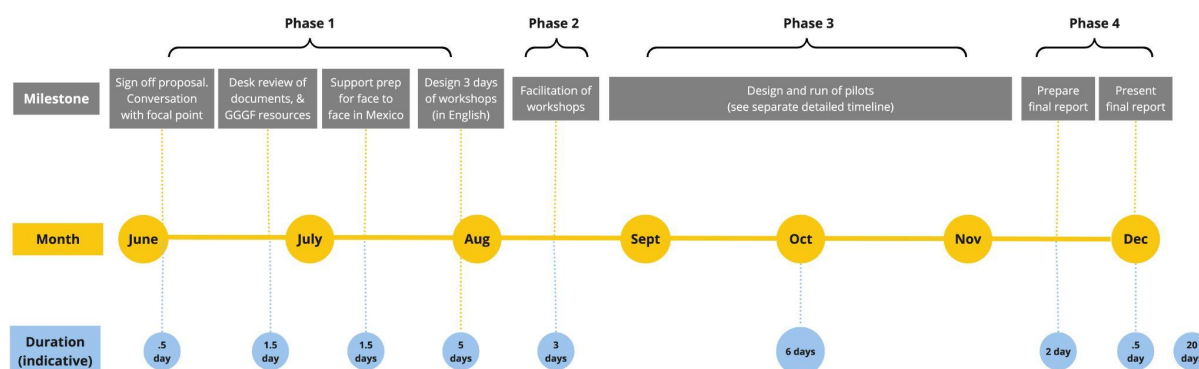 Phase 1
Phase 2
Phase 3
Phase 4
Milestone
Sign off proposal.
Conversation
with focal point
Desk review of
documents, &
GGGF resources
Support prep
for face to
face in Mexico
Design 3 days
of workshops
(in English)
Facilitation of
workshops
Design and run of pilots
(see separate detailed timeline)
Prepare
final report
Present
final report
Month
June
July
Aug
Sept
Oct
Nov
Dec
Duration
(indicative)
.5
day
1.5
day
1.5
days
5
days
3
days
6 days
2 day
.5
day
20
days